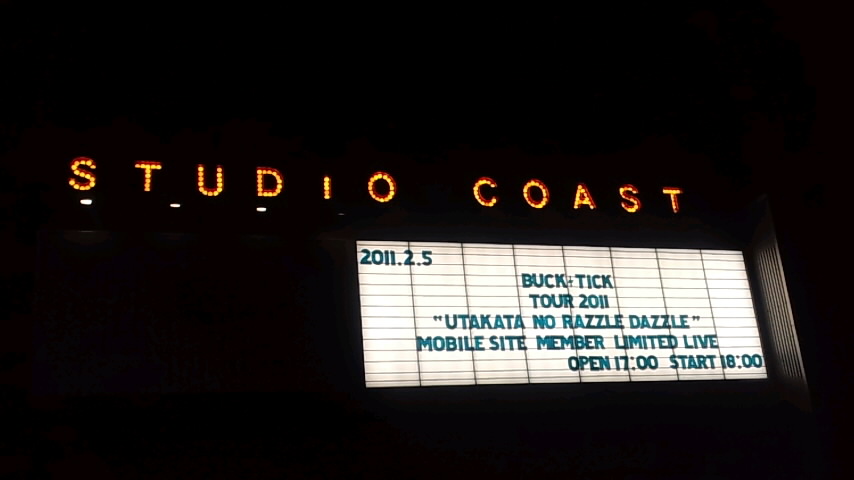 STUDIO COAST
2011.2.5
BUCK-TICK
TOUR 2011
"UTAKATA NO RAZZLE DAZZLE"
MOBILE SITE MEMBER LIMITED LIVE
OPEN 17:00 START 18:00